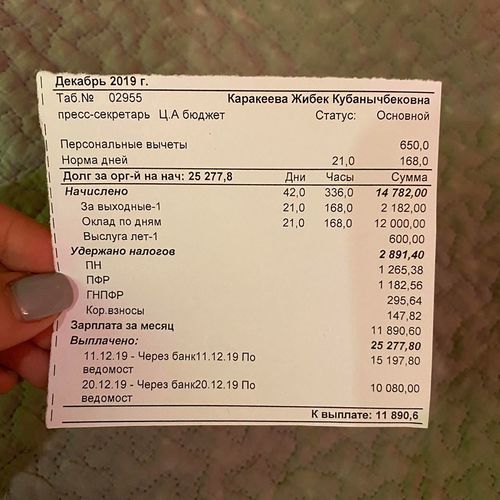 Декабрь 2019 г.
Таб.№ 02955 Каракеева Жибек Кубанычбековна
пресс-секретарь Ц.А бюджет Статус: Основной
Персональные вычеты 650,0
Норма дней 21,0 168,0
Долг за орг-й на нач: 25 277,8 Дни Часы Сумма
Начислено 42,0 336,0 14 782,00
За выходные-1 21,0 168,0 2 182,00
Оклад по дням 21,0 168,0 12 000,00
Выслуга лет-1 600,00
Удержано налогов 2 891,40
ПН 1 265,38
ПФР 1 182,56
ГНПФР 295,64
Кор.взносы 147,82
Зарплата за месяц 11 890,60
Выплачено: 25 277,80
11.12.19 - Через банк11.12.19 По 15 197,80
ведомост
20.12.19 - Через банк20.12.19 По 10 080,00
ведомост
К выплате: 11 890,6